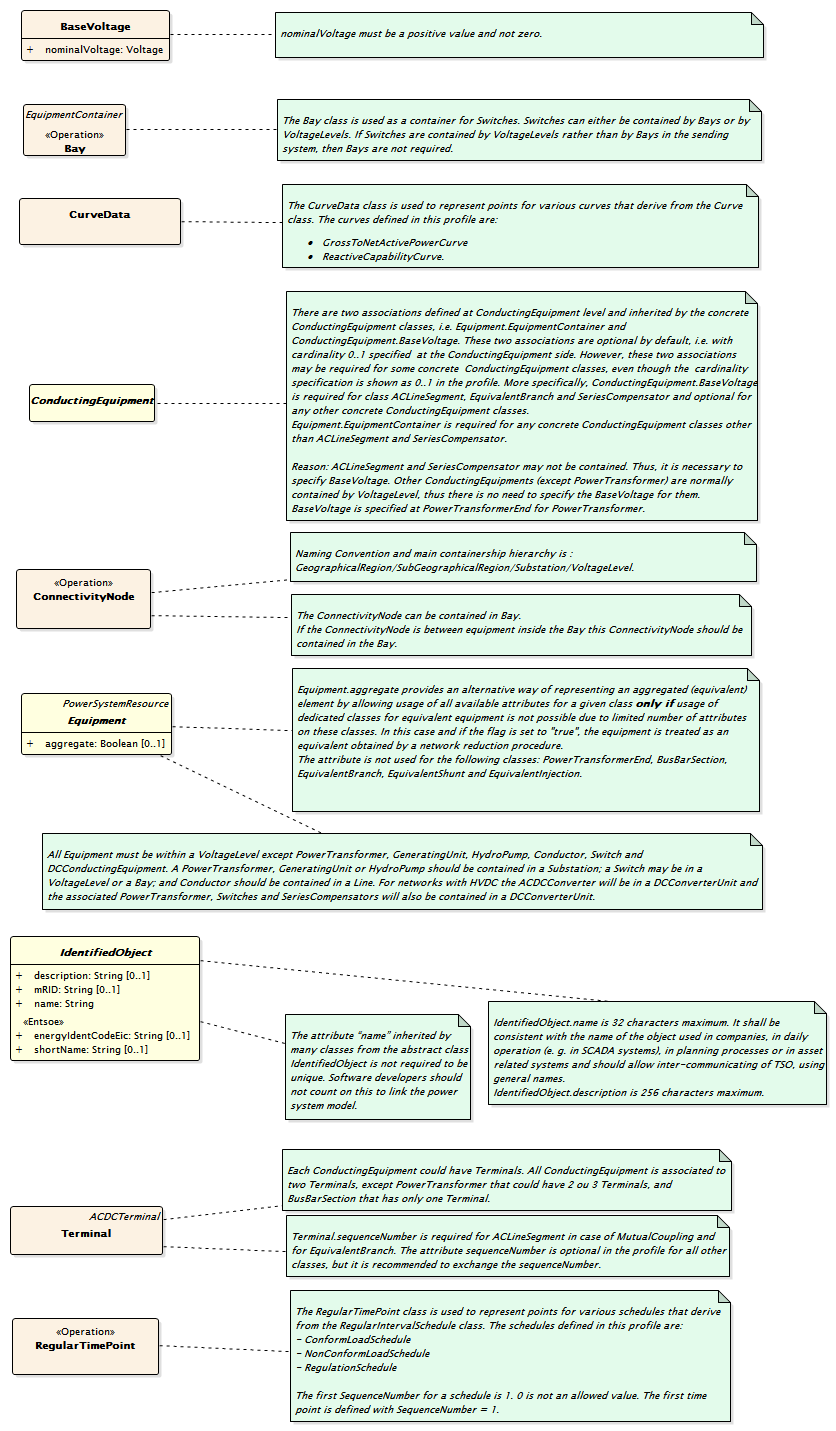 BaseVoltage
+ nominalVoltage: Voltage
nominalVoltage must be a positive value and not zero.
EquipmentContainer
«Operation»
Bay
The Bay class is used as a container for Switches. Switches can either be contained by Bays or by
VoltageLevels. If Switches are contained by VoltageLevels rather than by Bays in the sending
system, then Bays are not required.
CurveData
The CurveData class is used to represent points for various curves that derive from the Curve
class. The curves defined in this profile are:
• GrossToNetActivePowerCurve
• ReactiveCapabilityCurve.
ConductingEquipment
There are two associations defined at ConductingEquipment level and inherited by the concrete
ConductingEquipment classes, i.e. Equipment.EquipmentContainer and
ConductingEquipment.BaseVoltage. These two associations are optional by default, i.e. with
cardinality 0..1 specified at the ConductingEquipment side. However, these two associations
may be required for some concrete ConductingEquipment classes, even though the cardinality
specification is shown as 0..1 in the profile. More specifically, ConductingEquipment.BaseVoltage
is required for class ACLineSegment, EquivalentBranch and SeriesCompensator and optional for
any other concrete ConductingEquipment classes.
Equipment.EquipmentContainer is required for any concrete ConductingEquipment classes other
than ACLineSegment and SeriesCompensator.
Reason: ACLineSegment and SeriesCompensator may not be contained. Thus, it is necessary to
specify BaseVoltage. Other ConductingEquipments (except PowerTransformer) are normally
contained by VoltageLevel, thus there is no need to specify the BaseVoltage for them.
BaseVoltage is specified at PowerTransformerEnd for PowerTransformer.
«Operation»
ConnectivityNode
Naming Convention and main containership hierarchy is :
GeographicalRegion/SubGeographicalRegion/Substation/VoltageLevel.
The ConnectivityNode can be contained in Bay.
If the ConnectivityNode is between equipment inside the Bay this ConnectivityNode should be
contained in the Bay.
PowerSystemResource
Equipment
+ aggregate: Boolean [0..1]
Equipment.aggregate provides an alternative way of representing an aggregated (equivalent)
element by allowing usage of all available attributes for a given class only if usage of
dedicated classes for equivalent equipment is not possible due to limited number of attributes
on these classes. In this case and if the flag is set to "true", the equipment is treated as an
equivalent obtained by a network reduction procedure.
The attribute is not used for the following classes: PowerTransformerEnd, BusBarSection,
EquivalentBranch, EquivalentShunt and EquivalentInjection.
All Equipment must be within a VoltageLevel except PowerTransformer, GeneratingUnit, HydroPump, Conductor, Switch and
DCConductingEquipment. A PowerTransformer, GeneratingUnit or HydroPump should be contained in a Substation; a Switch may be in a
VoltageLevel or a Bay; and Conductor should be contained in a Line. For networks with HVDC the ACDCConverter will be in a DCConverterUnit and
the associated PowerTransformer, Switches and SeriesCompensators will also be contained in a DCConverterUnit.
IdentifiedObject
+ description: String [0..1]
+ mRID: String [0..1]
+ name: String
«Entsoe»
+ energyIdentCodeEic: String [0..1]
+ shortName: String [0..1]
The attribute “name” inherited by
many classes from the abstract class
IdentifiedObject is not required to be
unique. Software developers should
not count on this to link the power
system model.
IdentifiedObject.name is 32 characters maximum. It shall be
consistent with the name of the object used in companies, in daily
operation (e. g. in SCADA systems), in planning processes or in asset
related systems and should allow inter-communicating of TSO, using
general names.
IdentifiedObject.description is 256 characters maximum.
ACDCTerminal
Terminal
Each ConductingEquipment could have Terminals. All ConductingEquipment is associated to
two Terminals, except PowerTransformer that could have 2 ou 3 Terminals, and
BusBarSection that has only one Terminal.
Terminal.sequenceNumber is required for ACLineSegment in case of MutualCoupling and
for EquivalentBranch. The attribute sequenceNumber is optional in the profile for all other
classes, but it is recommended to exchange the sequenceNumber.
«Operation»
RegularTimePoint
The RegularTimePoint class is used to represent points for various schedules that derive
from the RegularIntervalSchedule class. The schedules defined in this profile are:
- ConformLoadSchedule
- NonConformLoadSchedule
- RegulationSchedule
The first SequenceNumber for a schedule is 1. 0 is not an allowed value. The first time
point is defined with SequenceNumber = 1.